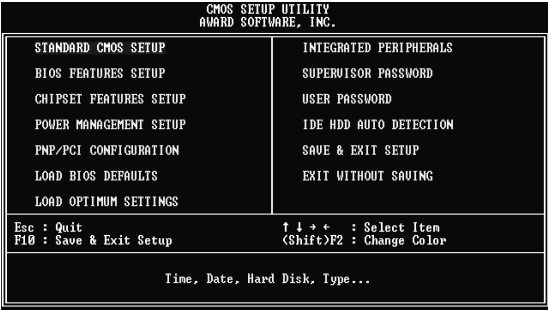 CMOS SETUP UTILITY
AWARD SOFTWARE, INC.
STANDARD CMOS SETUP
BIOS FEATURES SETUP
CHIPSET FEATURES SETUP
POWER MANAGEMENT SETUP
PNP/PCI CONFIGURATION
LOAD BIOS DEFAULTS
LOAD OPTIMUM SETTINGS
INTEGRATED PERIPHERALS
SUPERVISOR PASSWORD
USER PASSWORD
IDE HDD AUTO DETECTION
SAVE & EXIT SETUP
EXIT WITHOUT SAVING
Esc : Quit
F10 : Save & Exit Setup
↑ ↓ → ← : Select Item
(Shift)F2 : Change Color
Time, Date, Hard Disk, Type...